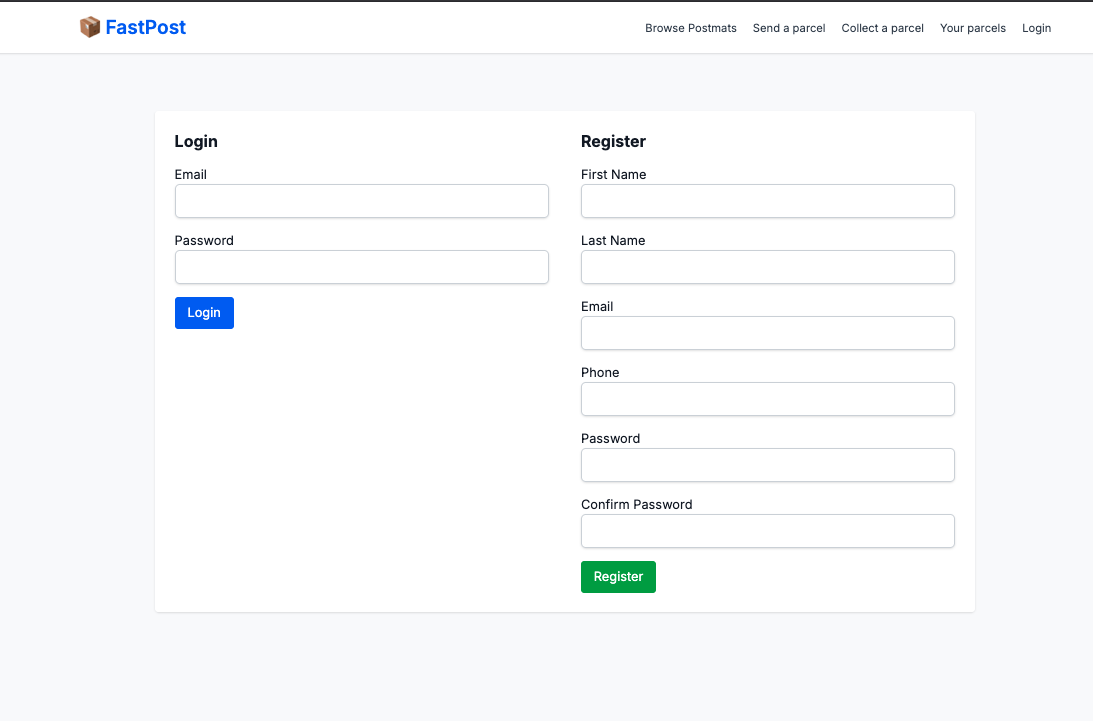 📦 FastPost
Browse Postmats Send a parcel Collect a parcel Your parcels Login
Login
Email
Password
Login
Register
First Name
Last Name
Email
Phone
Password
Confirm Password
Register